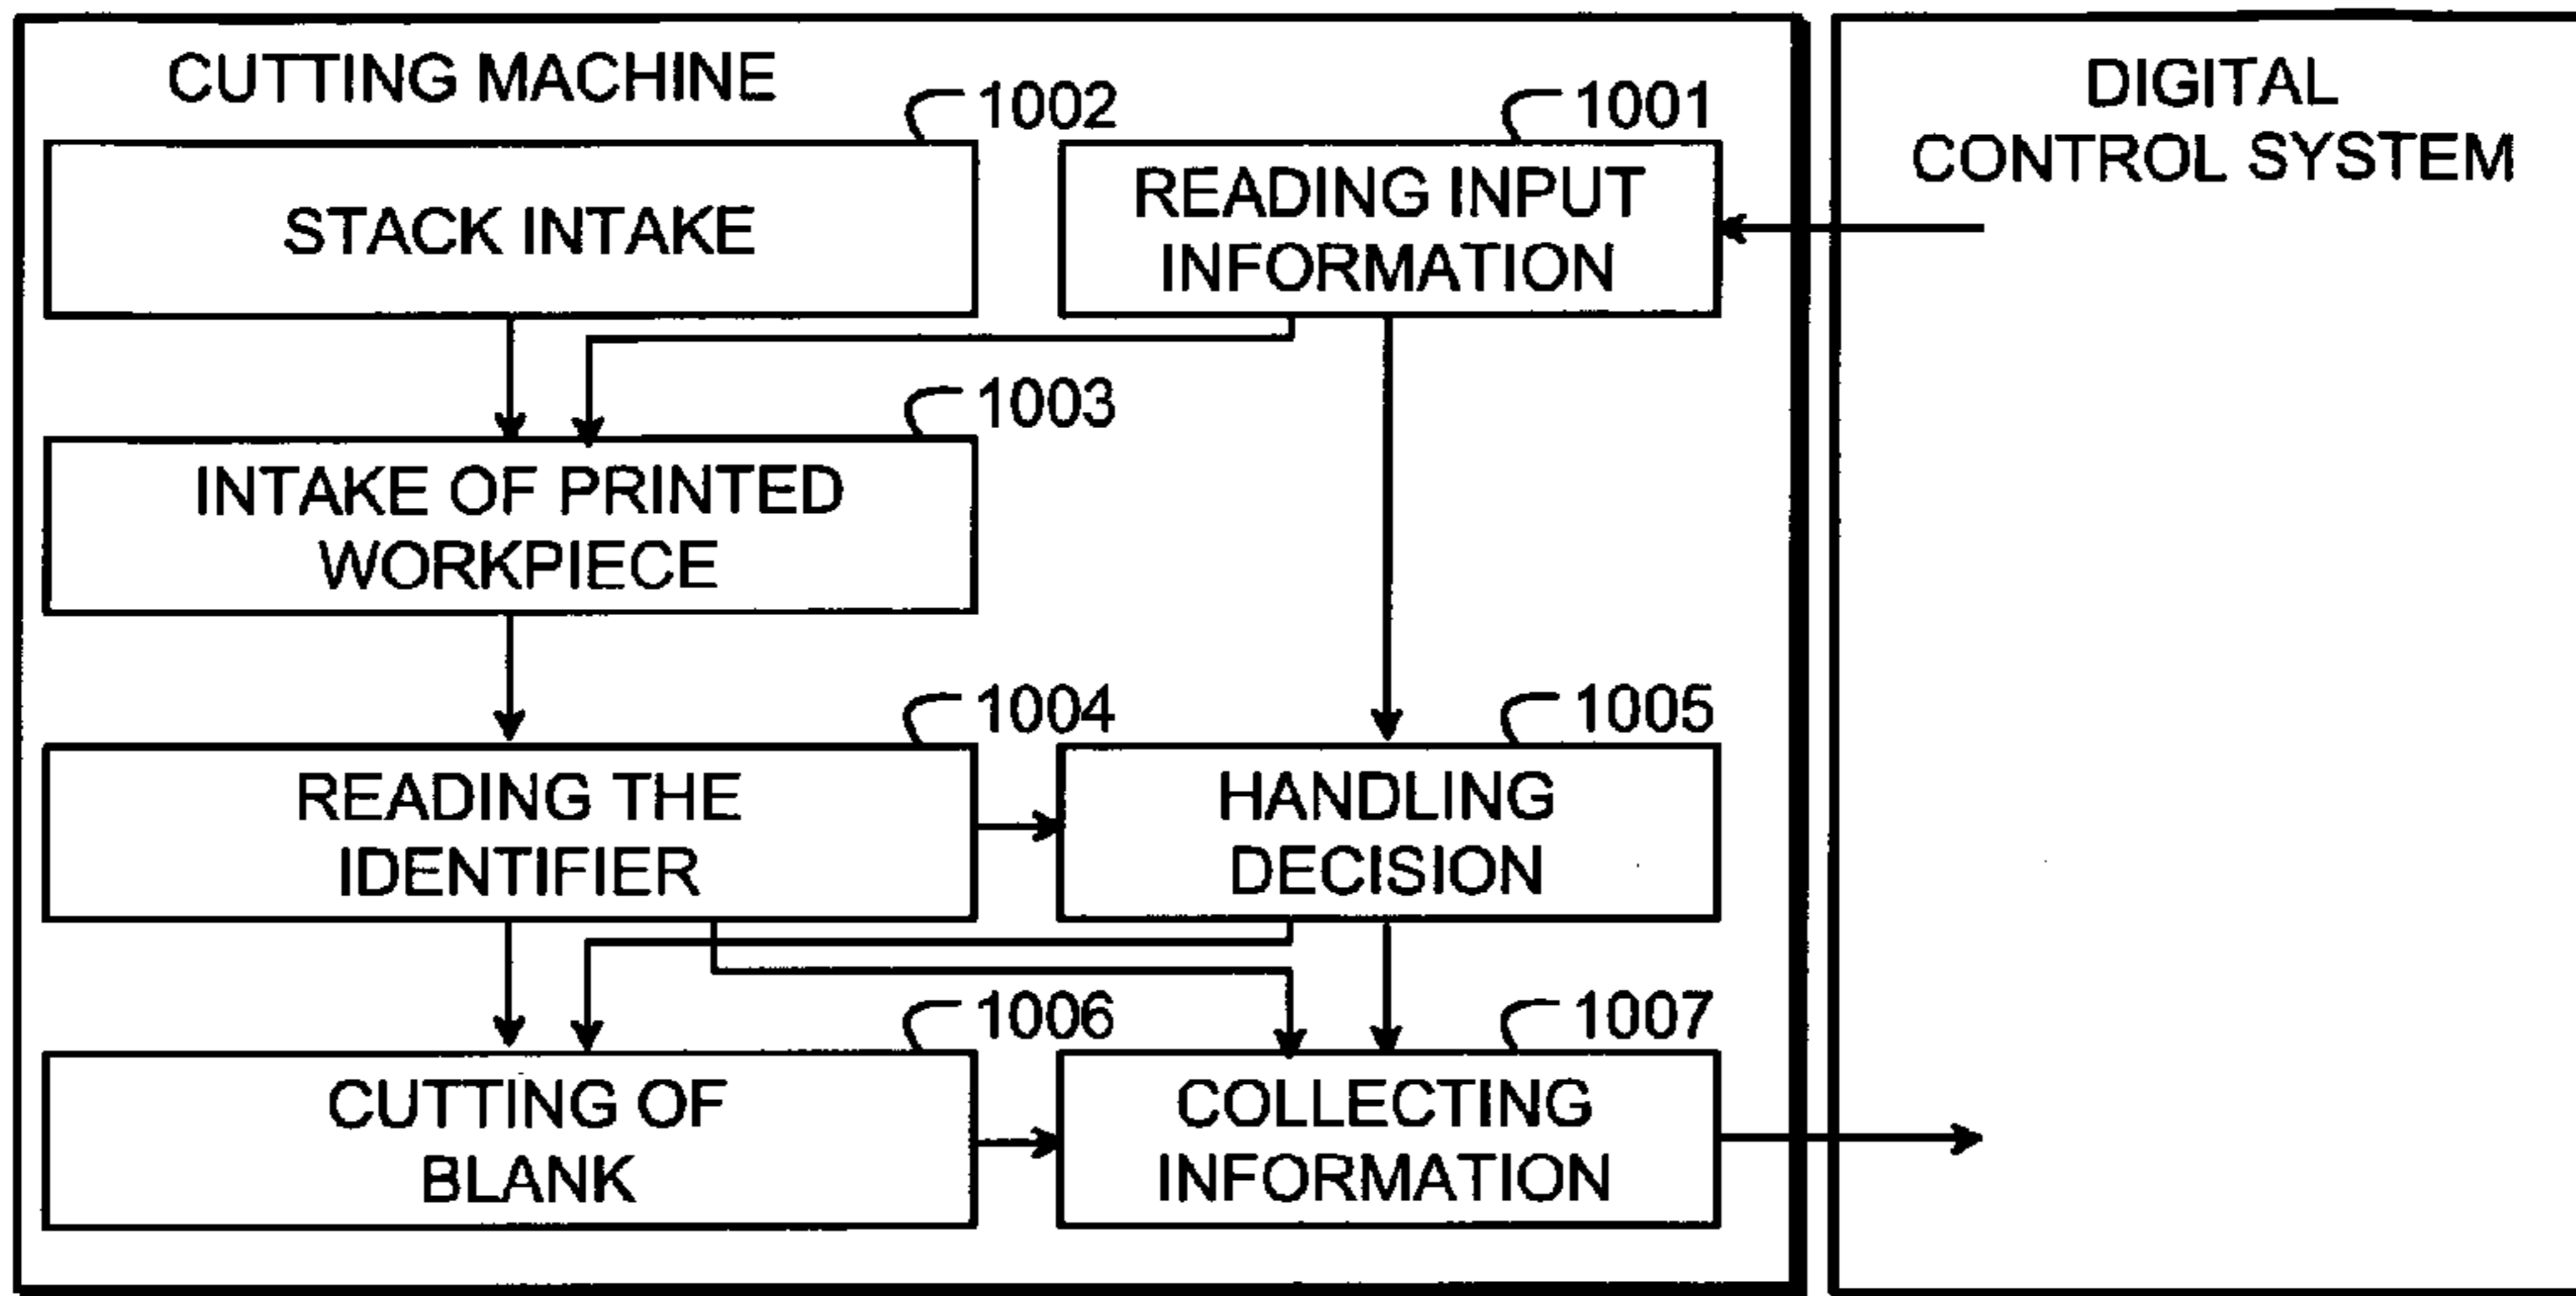 CUTTING MACHINE
1002
STACK INTAKE
1001
READING INPUT
INFORMATION
1003
INTAKE OF PRINTED
WORKPIECE
1004
READING THE
IDENTIFIER
1005
HANDLING
DECISION
1006
CUTTING OF
BLANK
1007
COLLECTING
INFORMATION
DIGITAL
CONTROL SYSTEM